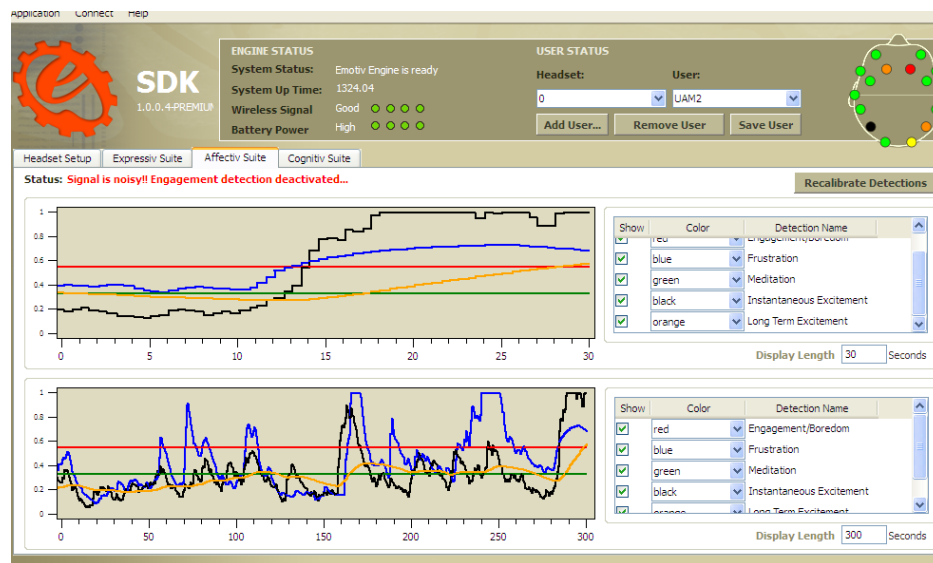 Application Connect Help
SDK
1.0.0.4-PREMIUM
ENGINE STATUS
System Status: Emotiv Engine is ready
System Up Time: 1324.04
Wireless Signal Good
Battery Power High
USER STATUS
Headset: User:
0 UAM2
Add User... Remove User Save User
Headset Setup Expressiv Suite Affectiv Suite Cognitiv Suite
Status: Signal is noisy!! Engagement detection deactivated...
Recalibrate Detections
1
0.8
0.6
0.4
0.2
0
0 5 10 15 20 25 30
Show Color Detection Name
red Engagement/Boredom
blue Frustration
green Meditation
black Instantaneous Excitement
orange Long Term Excitement
Display Length 30 Seconds
1
0.8
0.6
0.4
0.2
0
0 50 100 150 200 250 300
Show Color Detection Name
red Engagement/Boredom
blue Frustration
green Meditation
black Instantaneous Excitement
orange Long Term Excitement
Display Length 300 Seconds